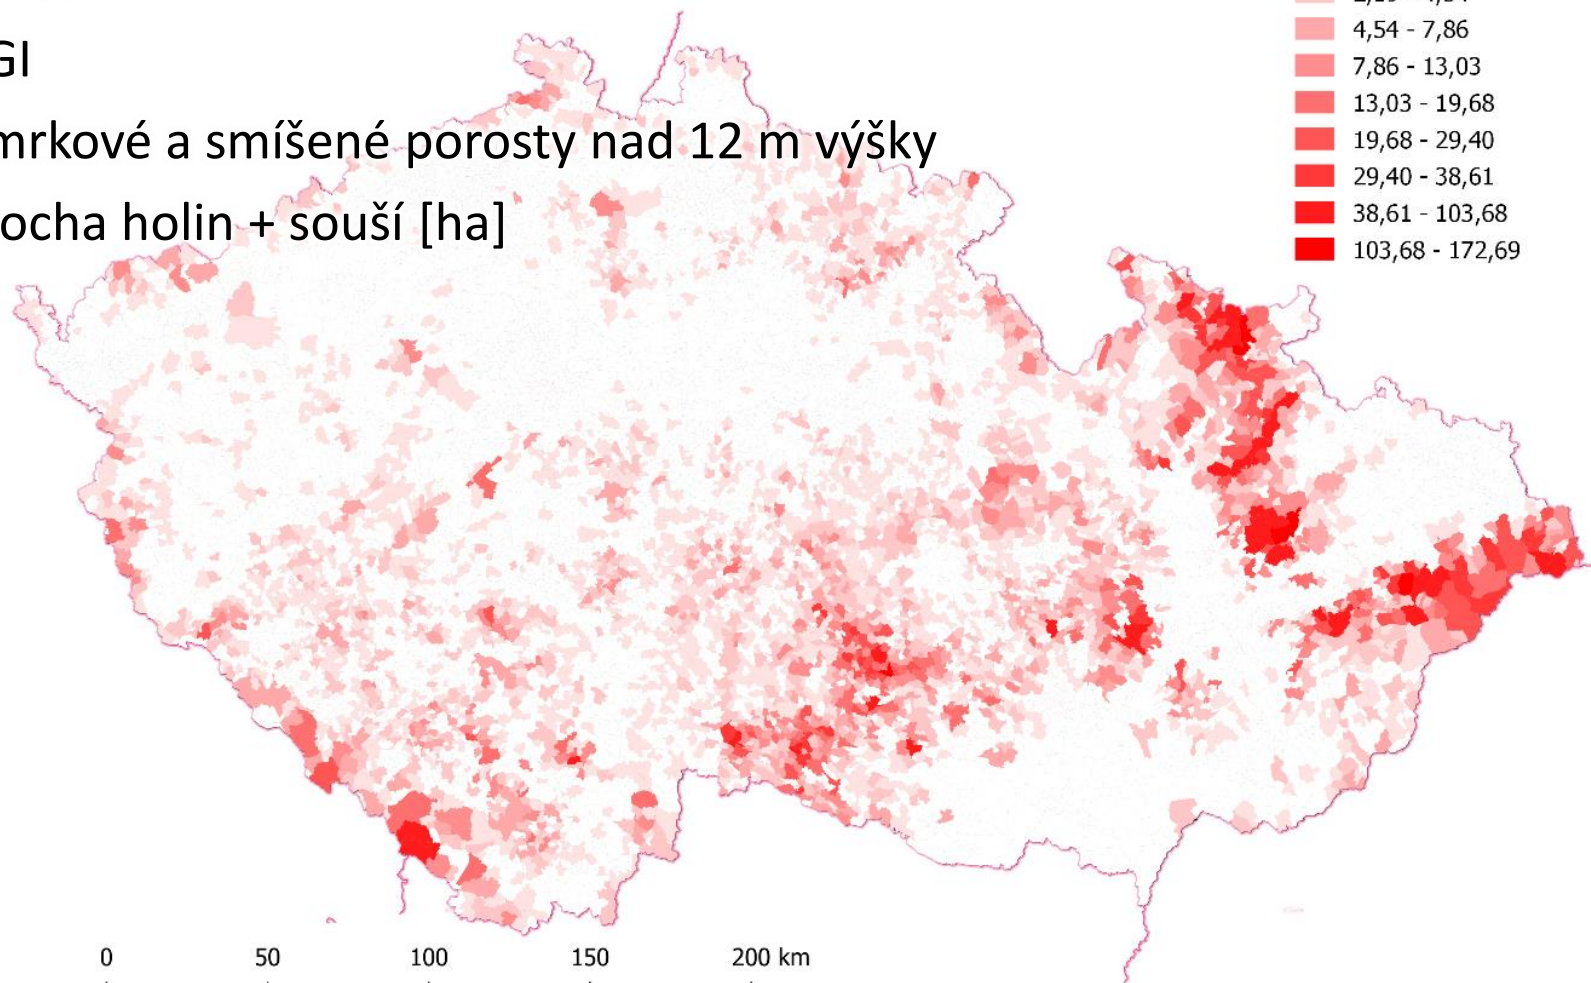 GI
mrkové a smíšené porosty nad 12 m výšky
ocha holin + souší [ha]
4,54 - 7,86
7,86 - 13,03
13,03 - 19,68
19,68 - 29,40
29,40 - 38,61
38,61 - 103,68
103,68 - 172,69
0 50 100 150 200 km